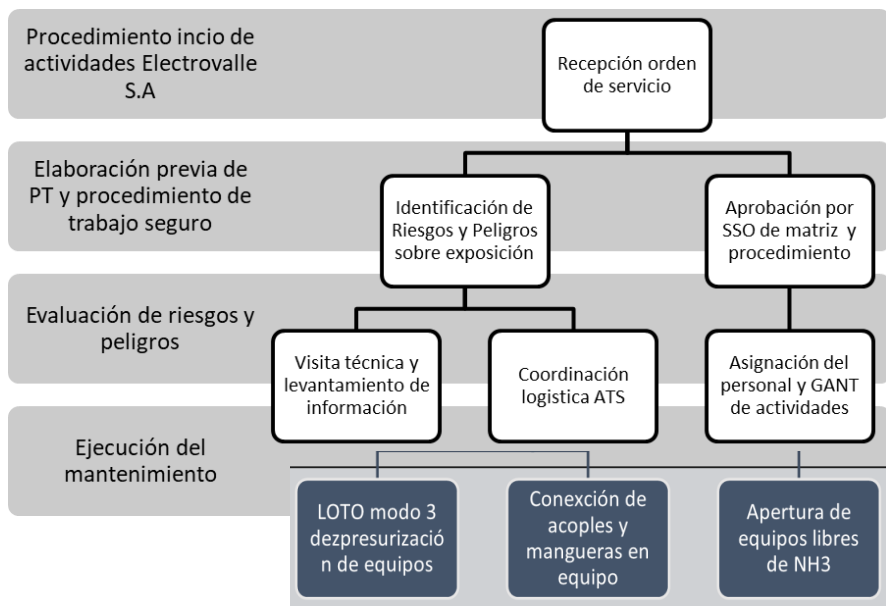 Procedimiento incio de
actividades Electrovalle
S.A
Recepción orden
de servicio
Elaboración previa de
PT y procedimiento de
trabajo seguro
Identificación de
Riesgos y Peligros
sobre exposición
Aprobación por
SSO de matriz y
procedimiento
Evaluación de riesgos y
peligros
Visita técnica y
levantamiento de
información
Coordinación
logistica ATS
Asignación del
personal y GANT
de actividades
Ejecución del
mantenimiento
LOTO modo 3
dezpresurizació
n de equipos
Conexción de
acoples y
mangueras en
equipo
Apertura de
equipos libres
de NH3